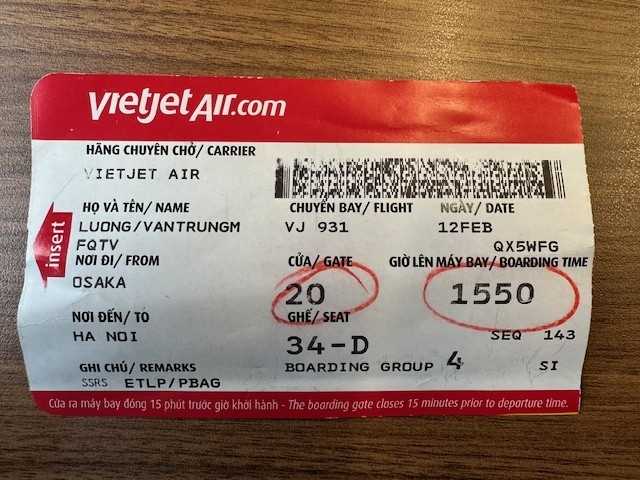 vietjetAir.com
HÃNG CHUYÊN CHỞ/ CARRIER
VIETJET AIR
HỌ VÀ TÊN/ NAME CHUYẾN BAY/ FLIGHT NGÀY/ DATE
LUONG/VANTRUNGM VJ 931 12FEB
FQTV QX5WFG
NƠI ĐI/ FROM CỬA/ GATE GIỜ LÊN MÁY BAY/ BOARDING TIME
insert
OSAKA 20 1550
NƠI ĐẾN/ TO GHẾ/ SEAT
HA NOI 34-D SEQ 143
GHI CHÚ/ REMARKS BOARDING GROUP 4 SI
SSRS ETLP/PBAG
Cửa ra máy bay đóng 15 phút trước giờ khởi hành - The boarding gate closes 15 minutes prior to departure time.